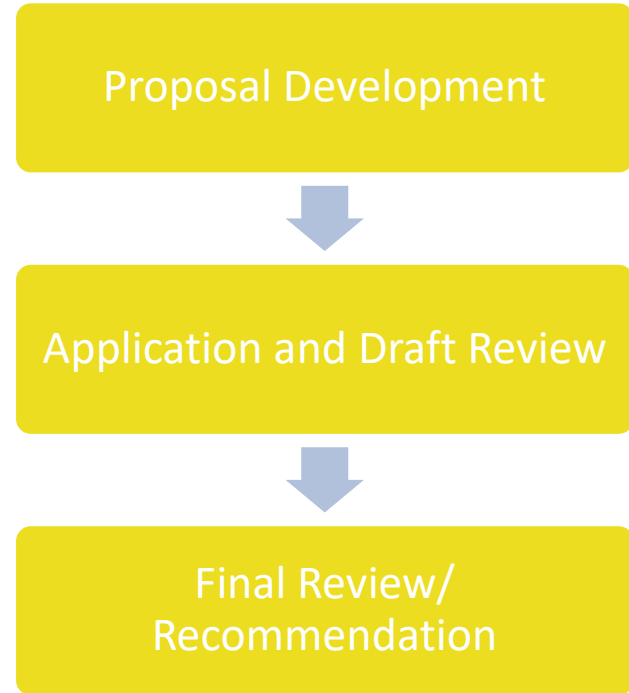 Proposal Development
Application and Draft Review
Final Review/
Recommendation